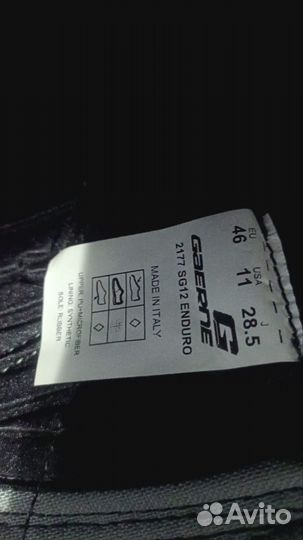 EU USA J
46 11 28.5
GAERNE G
2177 SG12 ENDURO
MADE IN ITALY
UPPER PU+MICROFIBER
LINING SYNTHETIC
SOLE RUBBER
Avito